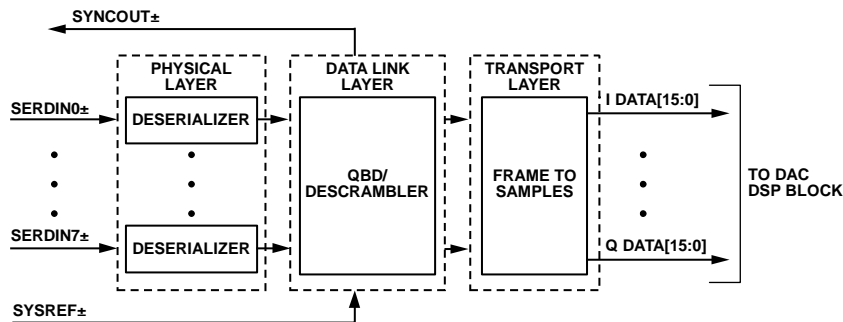 SYNCOUT±
PHYSICAL
LAYER
DATA LINK
LAYER
TRANSPORT
LAYER
SERDIN0±
DESERIALIZER
I DATA[15:0]
QBD/
DESCRAMBLER
FRAME TO
SAMPLES
TO DAC
DSP BLOCK
SERDIN7±
DESERIALIZER
Q DATA[15:0]
SYSREF±